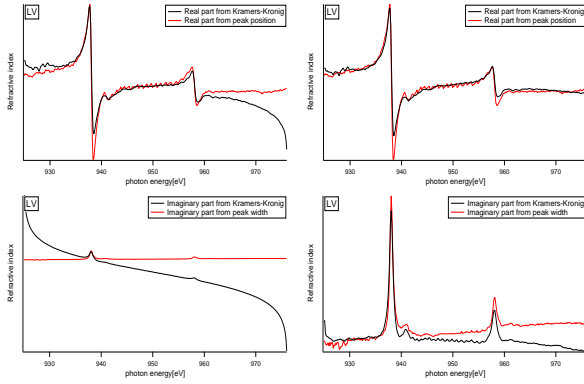 LV
Real part from Kramers-Kronig
Real part from peak position
Refractive index
930
940
950
960
970
photon energy[eV]
LV
Real part from Kramers-Kronig
Real part from peak position
Refractive index
930
940
950
960
970
photon energy[eV]
LV
Imaginary part from Kramers-Kronig
Imaginary part from peak width
Refractive index
930
940
950
960
970
photon energy[eV]
LV
Imaginary part from Kramers-Kronig
Imaginary part from peak width
Refractive index
930
940
950
960
970
photon energy[eV]